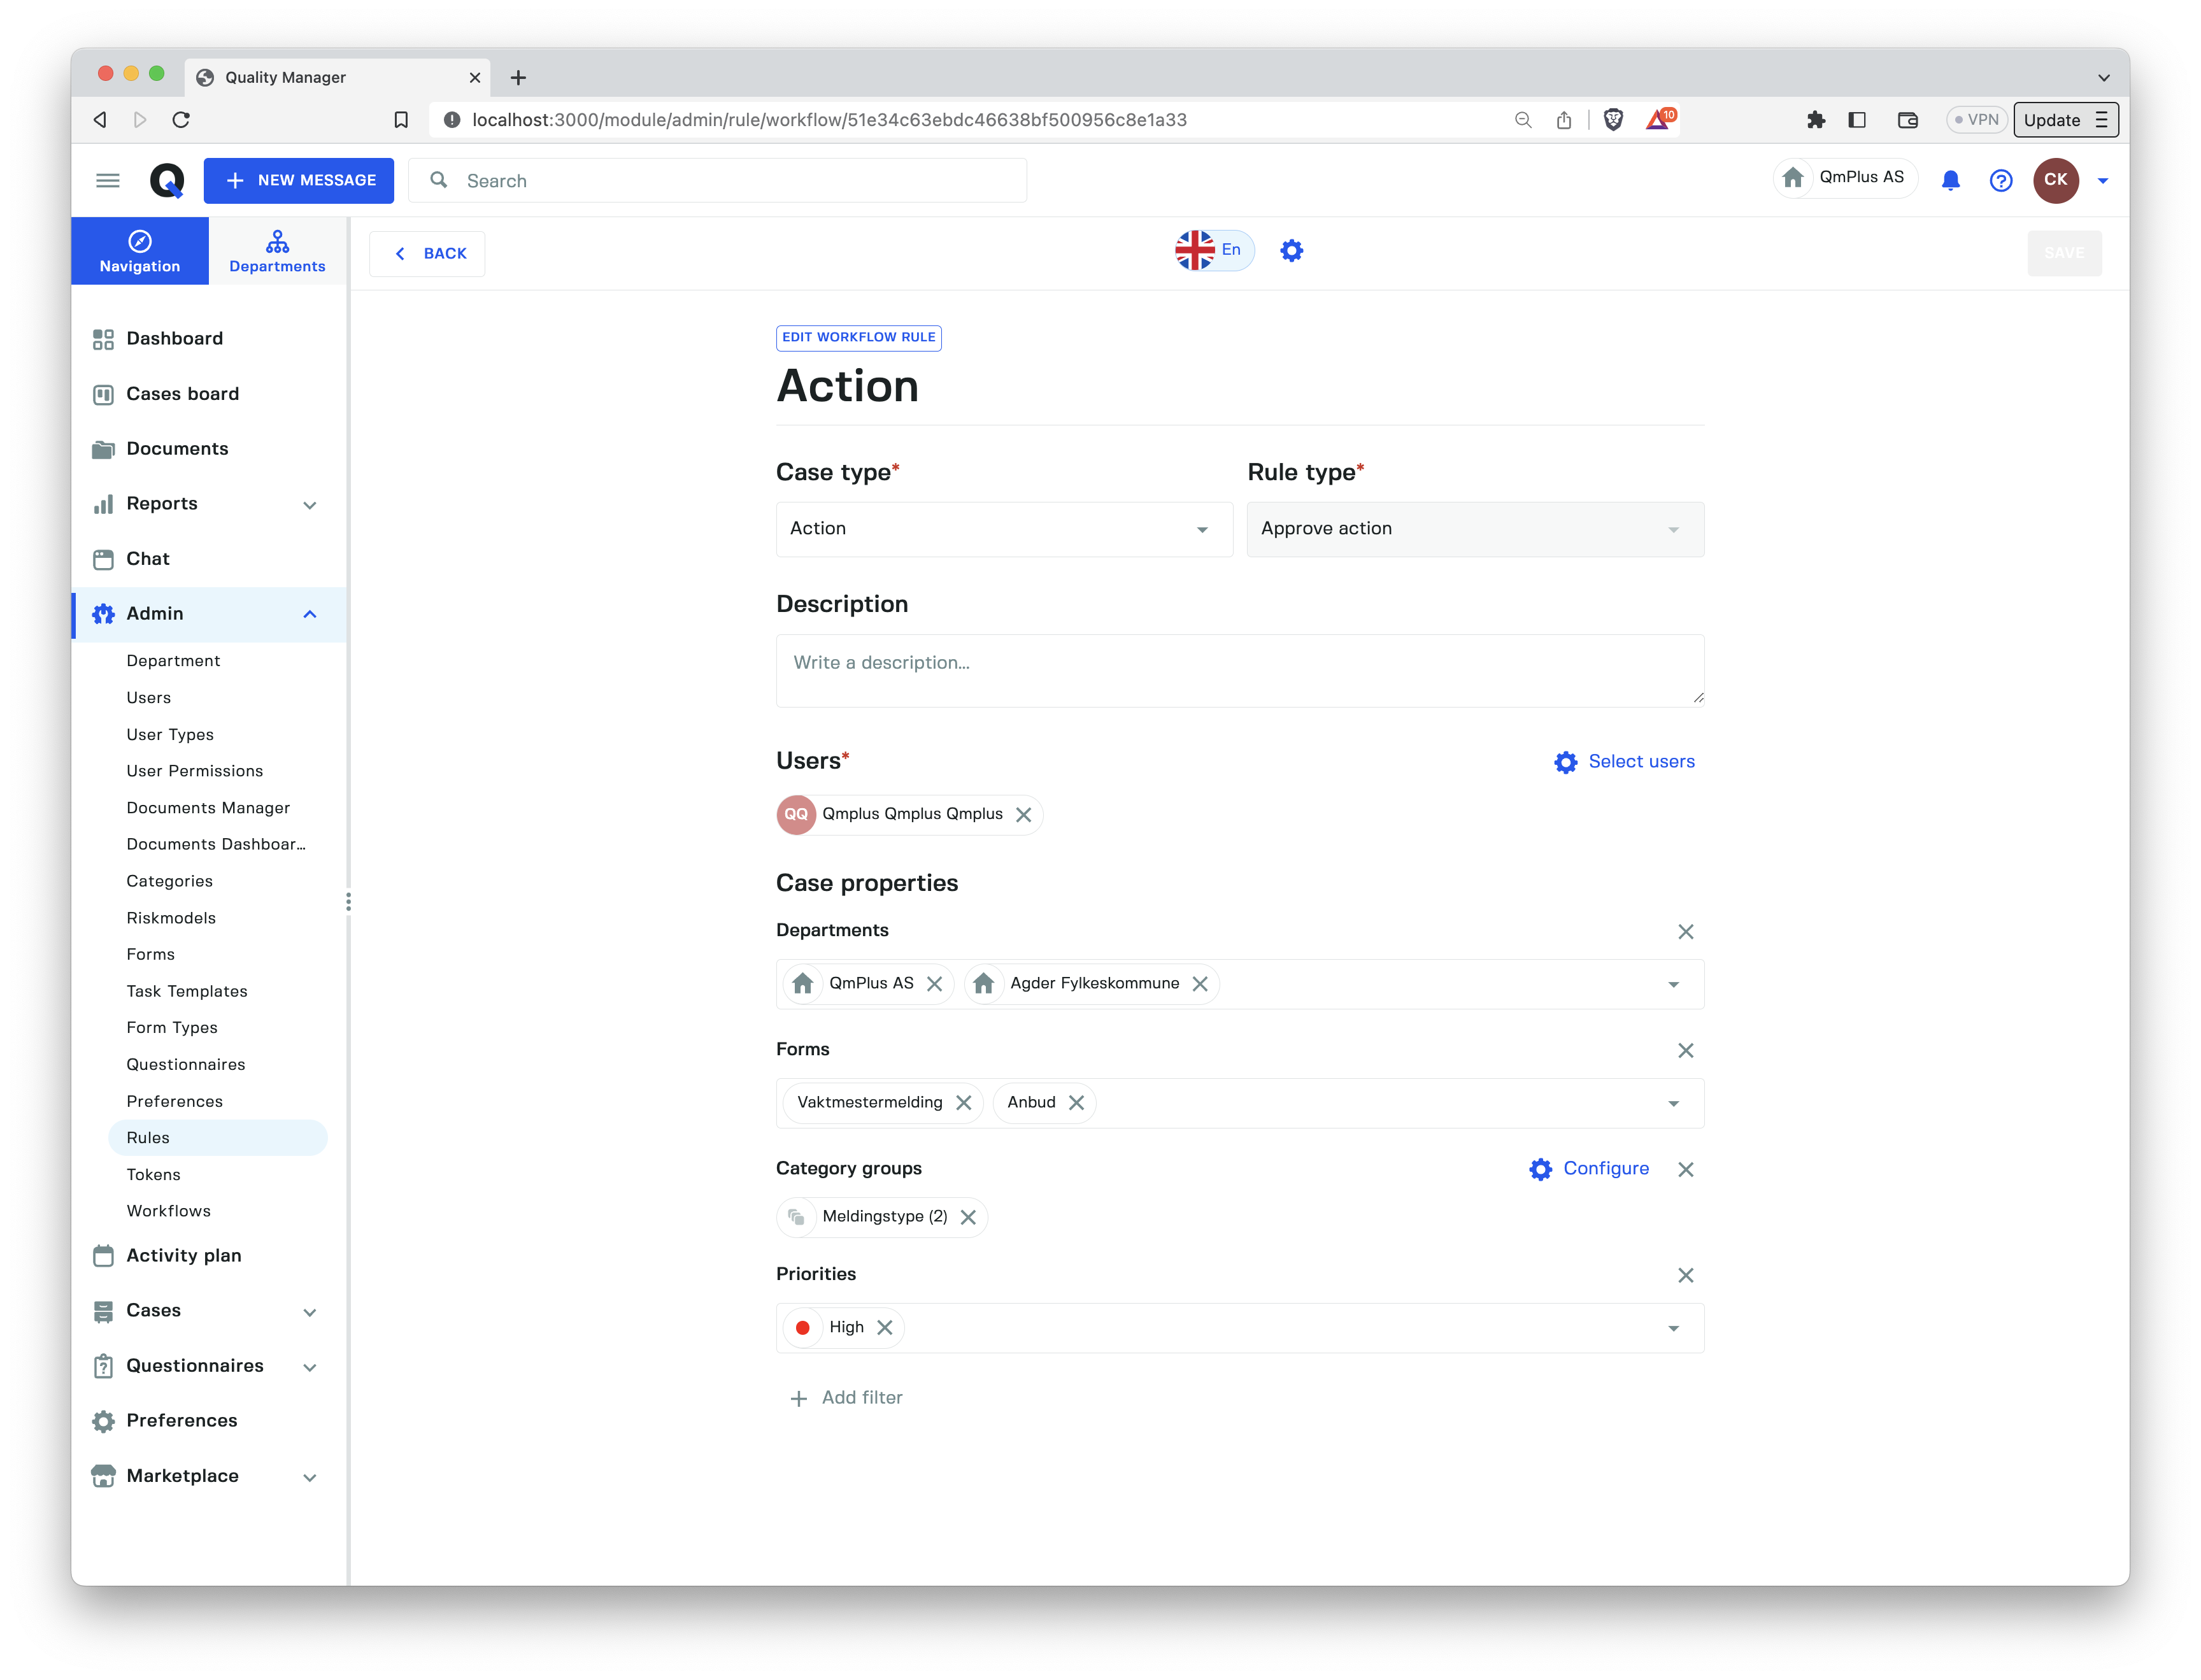 Quality Manager
localhost:3000/module/admin/rule/workflow/51e34c63ebdc46638bf500956c8e1a33
10
VPN
Update
NEW MESSAGE
Search
QmPlus AS
CK
Navigation
Departments
BACK
En
SAVE
Dashboard
Cases board
Documents
Reports
Chat
Admin
Department
Users
User Types
User Permissions
Documents Manager
Documents Dashboar...
Categories
Riskmodels
Forms
Task Templates
Form Types
Questionnaires
Preferences
Rules
Tokens
Workflows
Activity plan
Cases
Questionnaires
Preferences
Marketplace
EDIT WORKFLOW RULE
Action
Case type*
Rule type*
Action
Approve action
Description
Write a description...
Users*
Select users
QQ Qmplus Qmplus Qmplus
Case properties
Departments
QmPlus AS
Agder Fylkeskommune
Forms
Vaktmestermelding
Anbud
Category groups
Configure
Meldingstype (2)
Priorities
High
Add filter